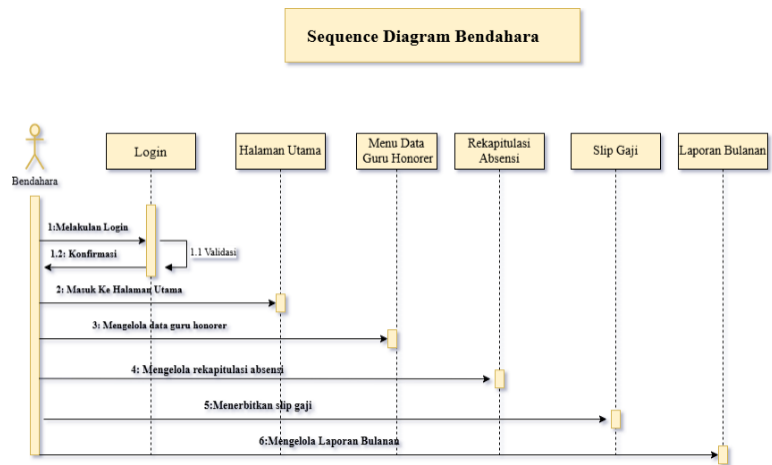 Sequence Diagram Bendahara
Bendahara
Login
Halaman Utama
Menu Data
Guru Honorer
Rekapitulasi
Absensi
Slip Gaji
Laporan Bulanan
1:Melakulan Login
1.1 Validasi
1.2: Konfirmasi
2: Masuk Ke Halaman Utama
3: Mengelola data guru honorer
4: Mengelola rekapitulasi absensi
5:Menerbitkan slip gaji
6:Mengelola Laporan Bulanan